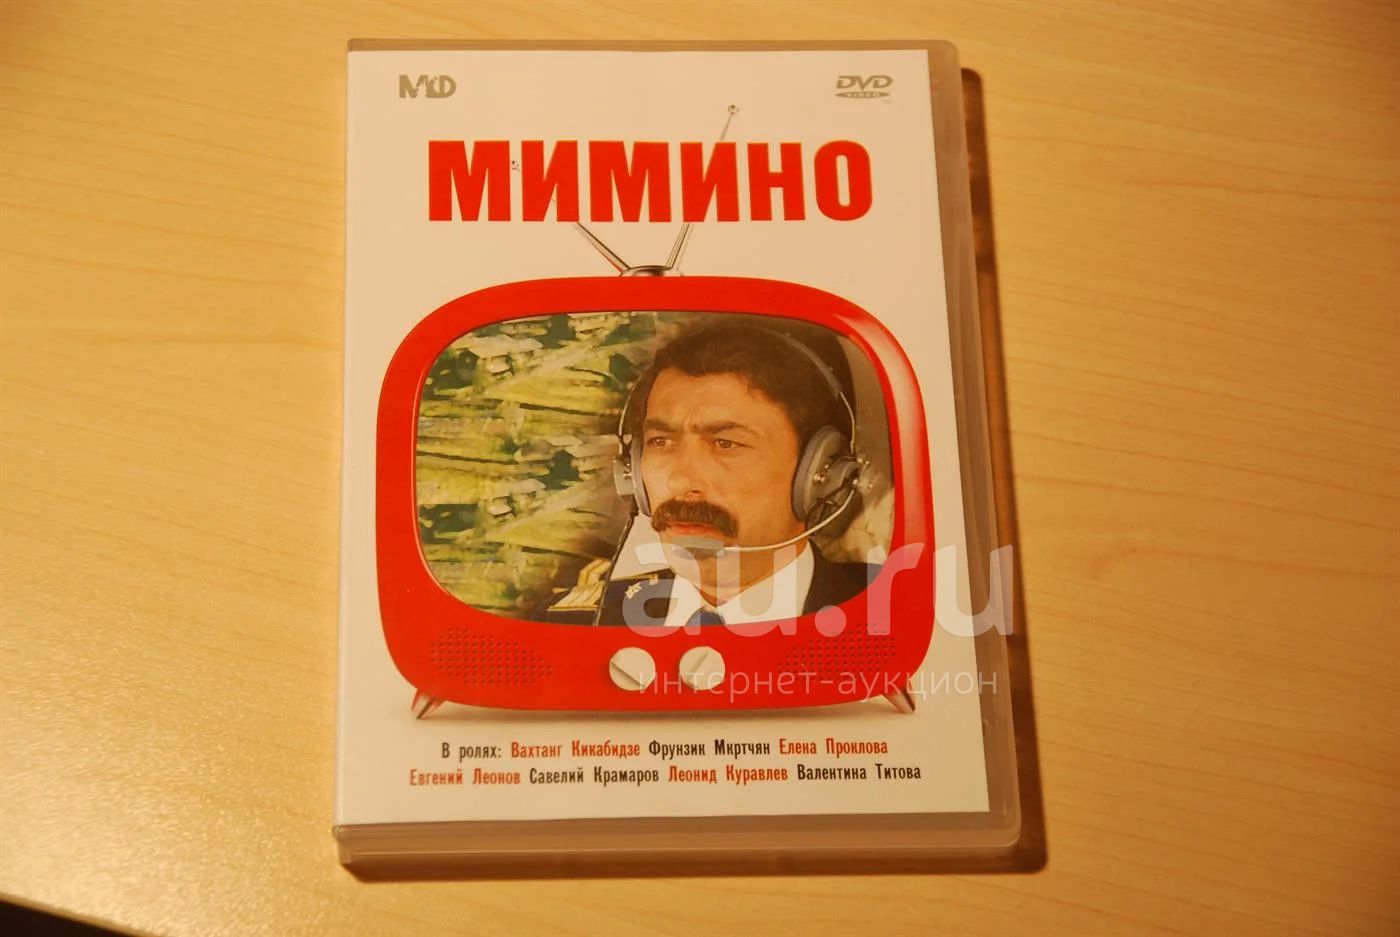 MD DVD
VIDEO
МИМИНО
au.ru
интернет-аукцион
В ролях: Вахтанг Кикабидзе Фрунзик Мкртчян Елена Проклова
Евгений Леонов Савелий Крамаров Леонид Куравлев Валентина Титова